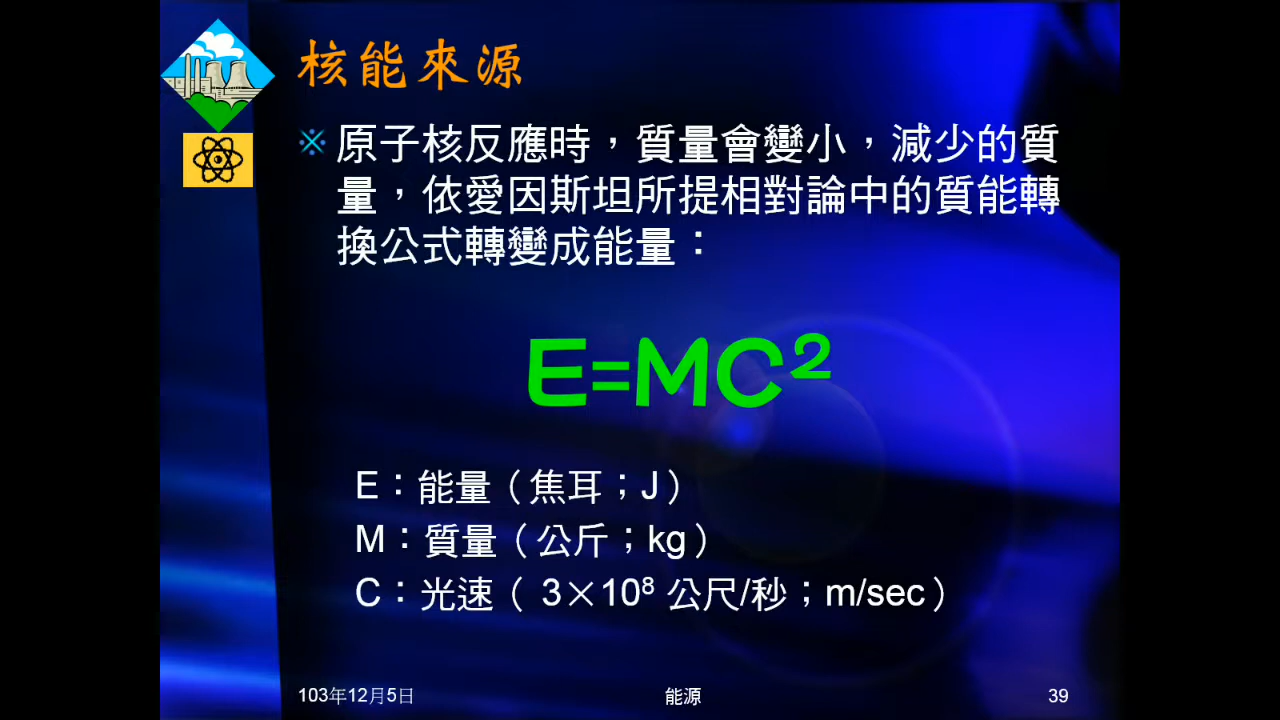 核能來源
※原子核反應時，質量會變小，減少的質
量，依愛因斯坦所提相對論中的質能轉
換公式轉變成能量：
E=MC²
E：能量（焦耳；J）
M：質量（公斤；kg）
C：光速（ 3×10⁸ 公尺/秒；m/sec）
103年12月5日
能源
39